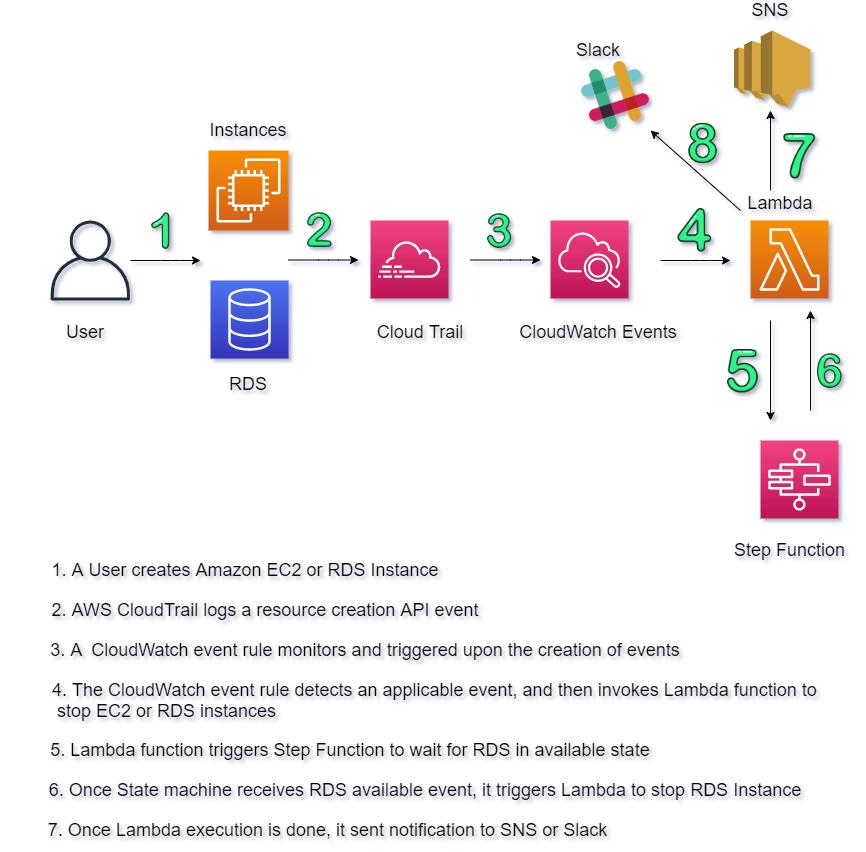 SNS
Slack
8
7
Instances
Lambda
1
2
3
4
User
Cloud Trail
CloudWatch Events
RDS
5
6
Step Function
1. A User creates Amazon EC2 or RDS Instance
2. AWS CloudTrail logs a resource creation API event
3. A  CloudWatch event rule monitors and triggered upon the creation of events
4. The CloudWatch event rule detects an applicable event, and then invokes Lambda function to
stop EC2 or RDS instances
5. Lambda function triggers Step Function to wait for RDS in available state
6. Once State machine receives RDS available event, it triggers Lambda to stop RDS Instance
7. Once Lambda execution is done, it sent notification to SNS or Slack